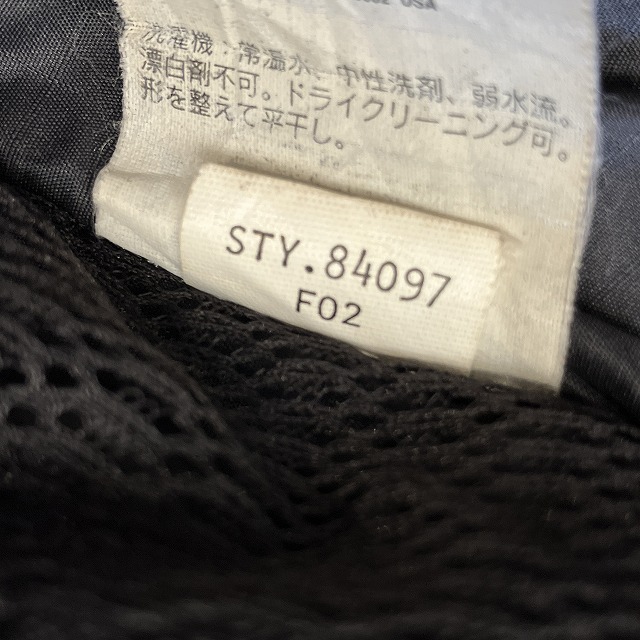 USA
洗濯機：常温水、中性洗剤、弱水流。
漂白剤不可。ドライクリーニング可。
形を整えて平干し。
STY.84097
F02